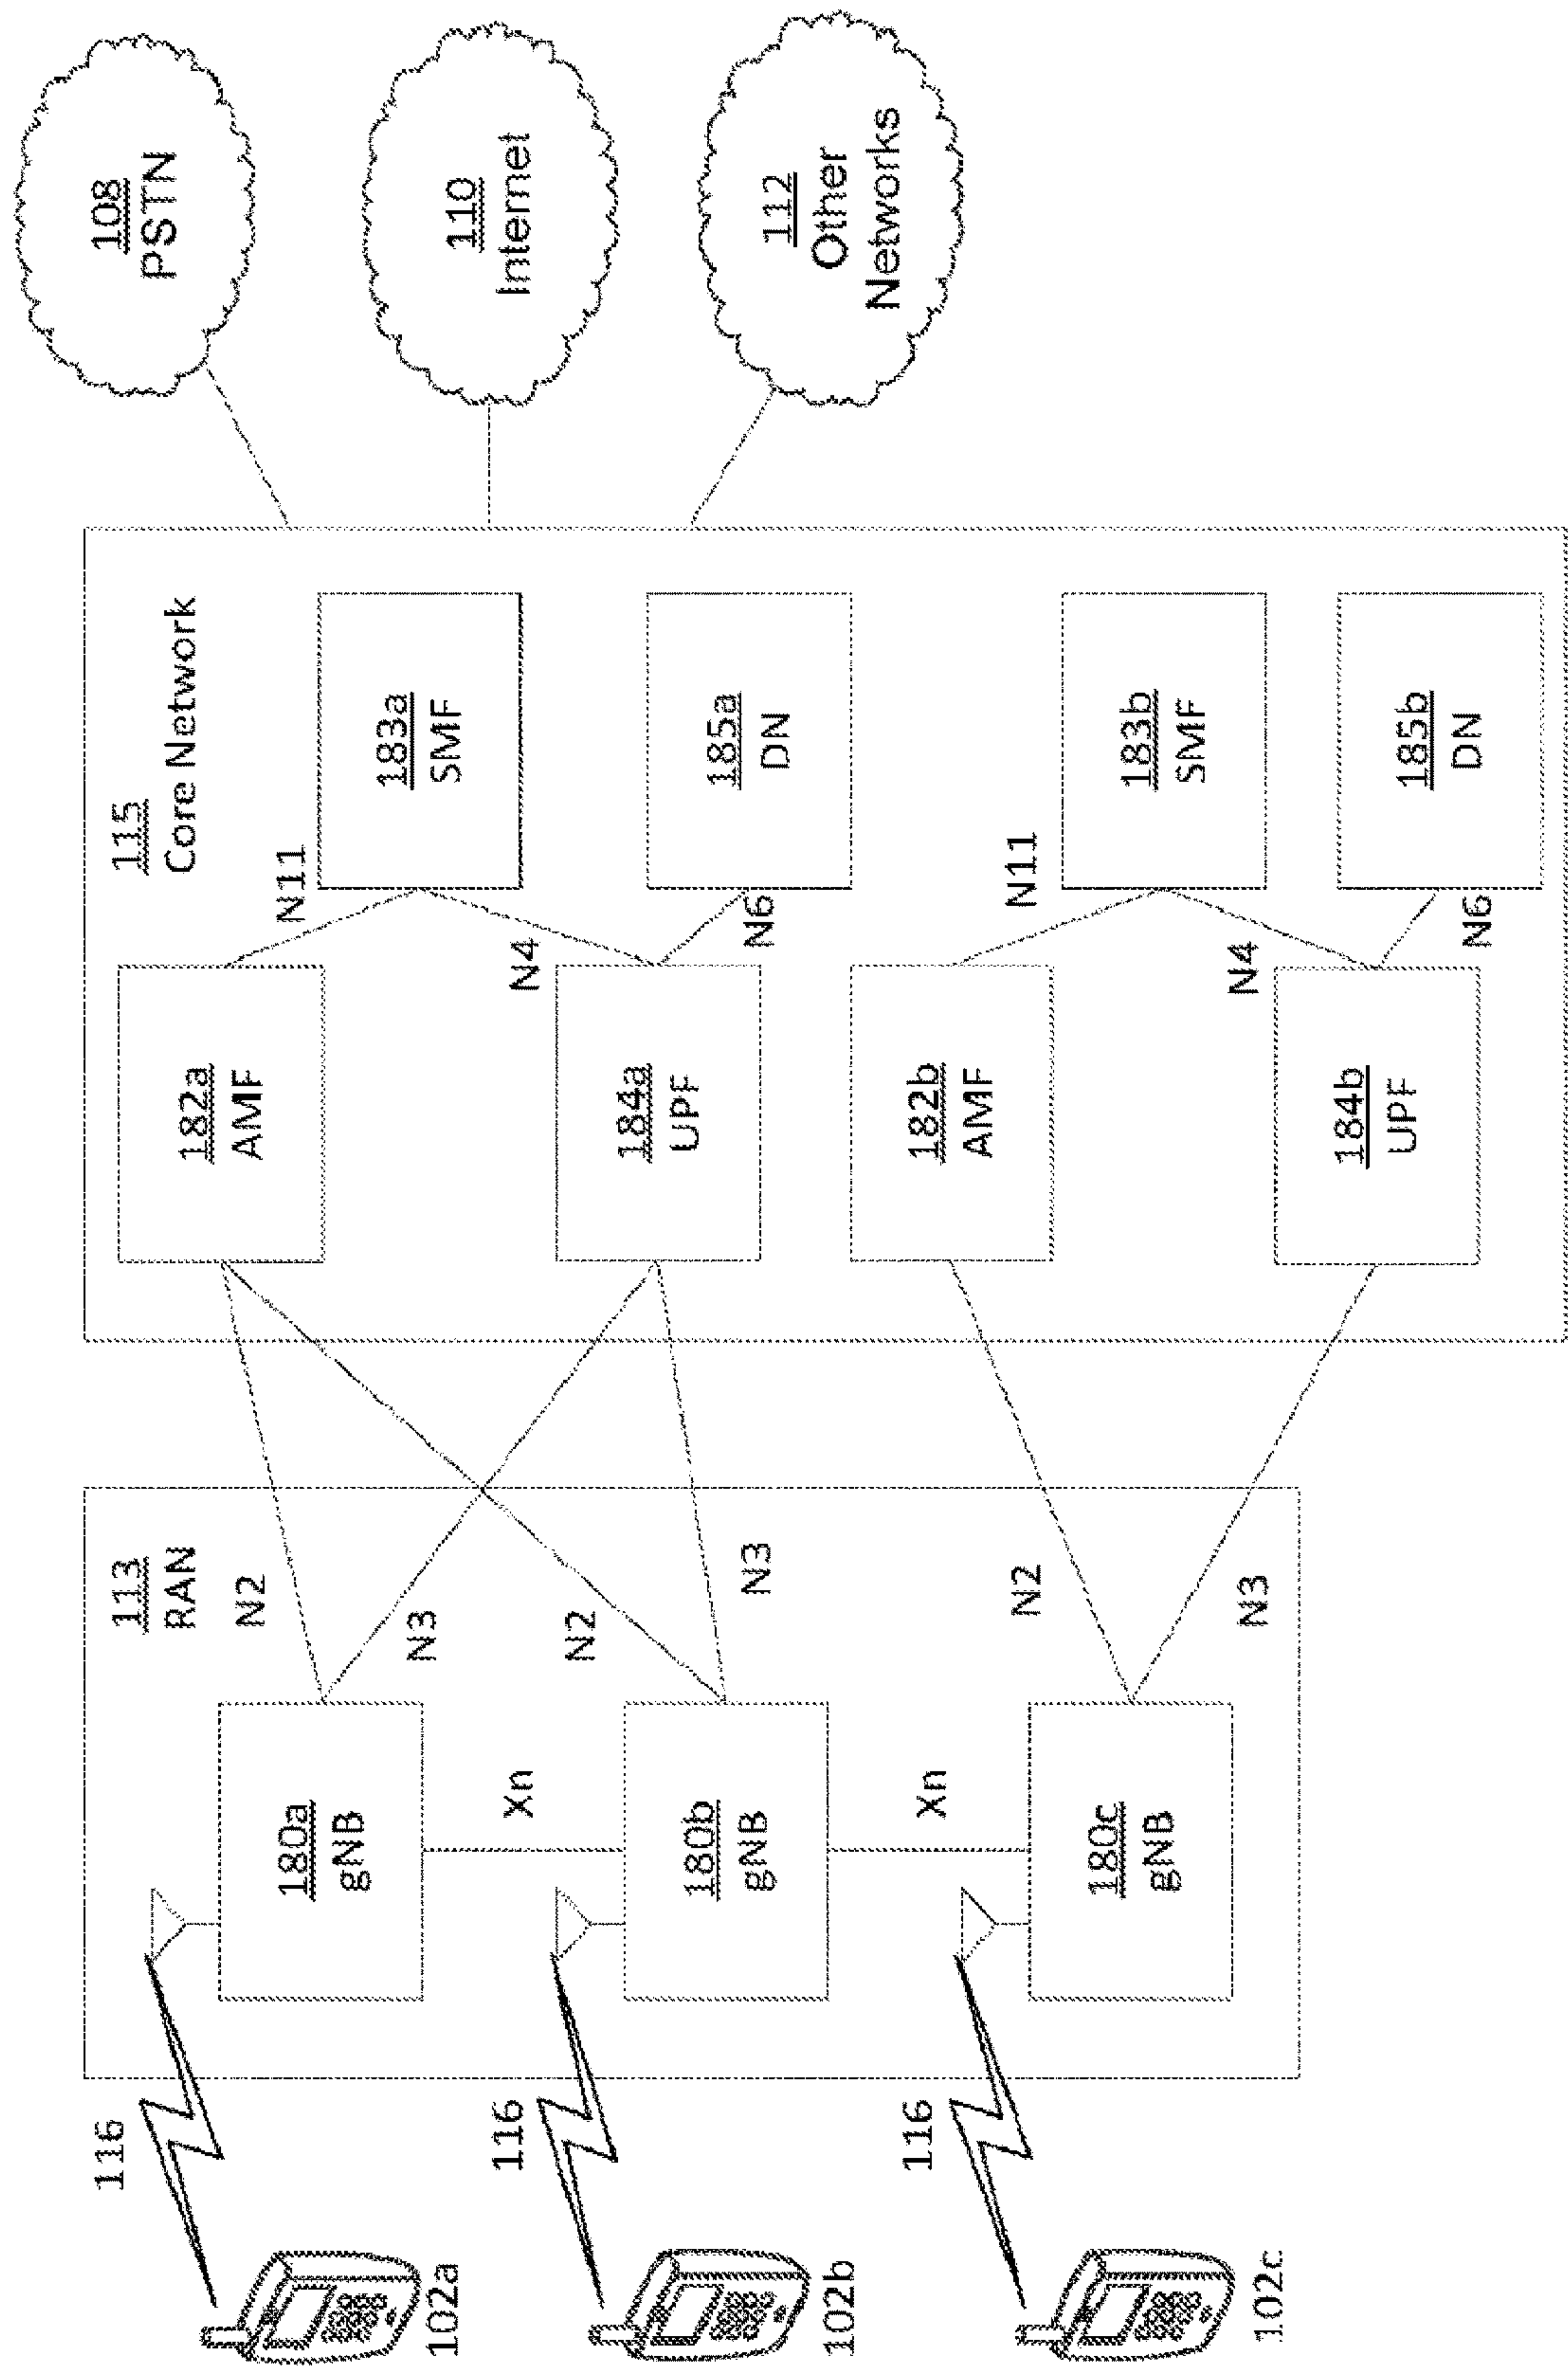 102a
102b
102c
116
116
116
113
RAN
180a
gNB
180b
gNB
180c
gNB
Xn
Xn
N2
N3
N2
N3
N2
N3
115
Core Network
182a
AMF
184a
UPF
182b
AMF
184b
UPF
N11
N4
N6
N11
N4
N6
183a
SMF
185a
DN
183b
SMF
185b
DN
108
PSTN
110
Internet
112
Other
Networks